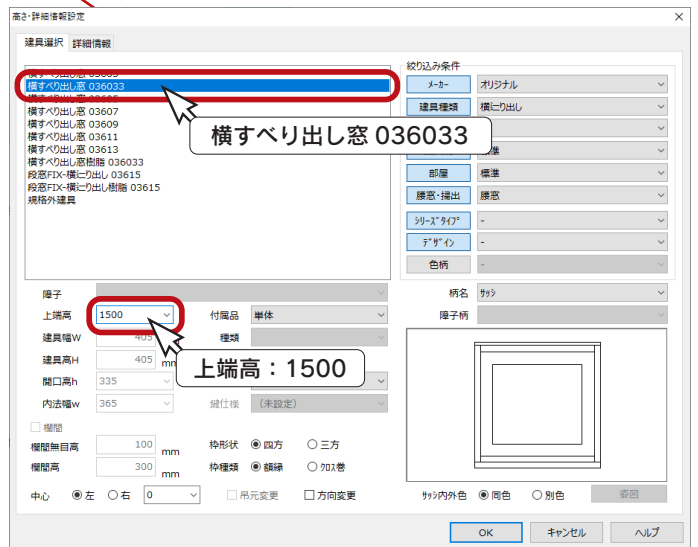 高さ・詳細情報設定
建具選択 詳細情報
横すべり出し窓 036033
横すべり出し窓 03607
横すべり出し窓 03609
横すべり出し窓 03611
横すべり出し窓 03613
横すべり出し窓樹脂 036033
段窓FIX-横辷り出し 03615
段窓FIX-横辷り出し樹脂 03615
規格外建具
横すべり出し窓 036033
絞り込み条件
メーカー オリジナル
建具種類 横辷り出し
部屋 標準
腰窓・掃出 腰窓
シリーズタイプ -
デザイン -
色柄 -
障子
上端高 1500 付属品 単体
建具幅W 405 種類
建具高H 405 mm
上端高：1500
開口高h 335
内法幅w 365 鍵仕様 (未設定)
欄間
欄間無目高 100 mm 枠形状 四方 三方
欄間高 300 mm 枠種類 額縁 クロス巻
中心 左 右 0 吊元変更 方向変更
柄名 サッシ
障子柄
サッシ内外色 同色 別色 姿図
OK キャンセル ヘルプ